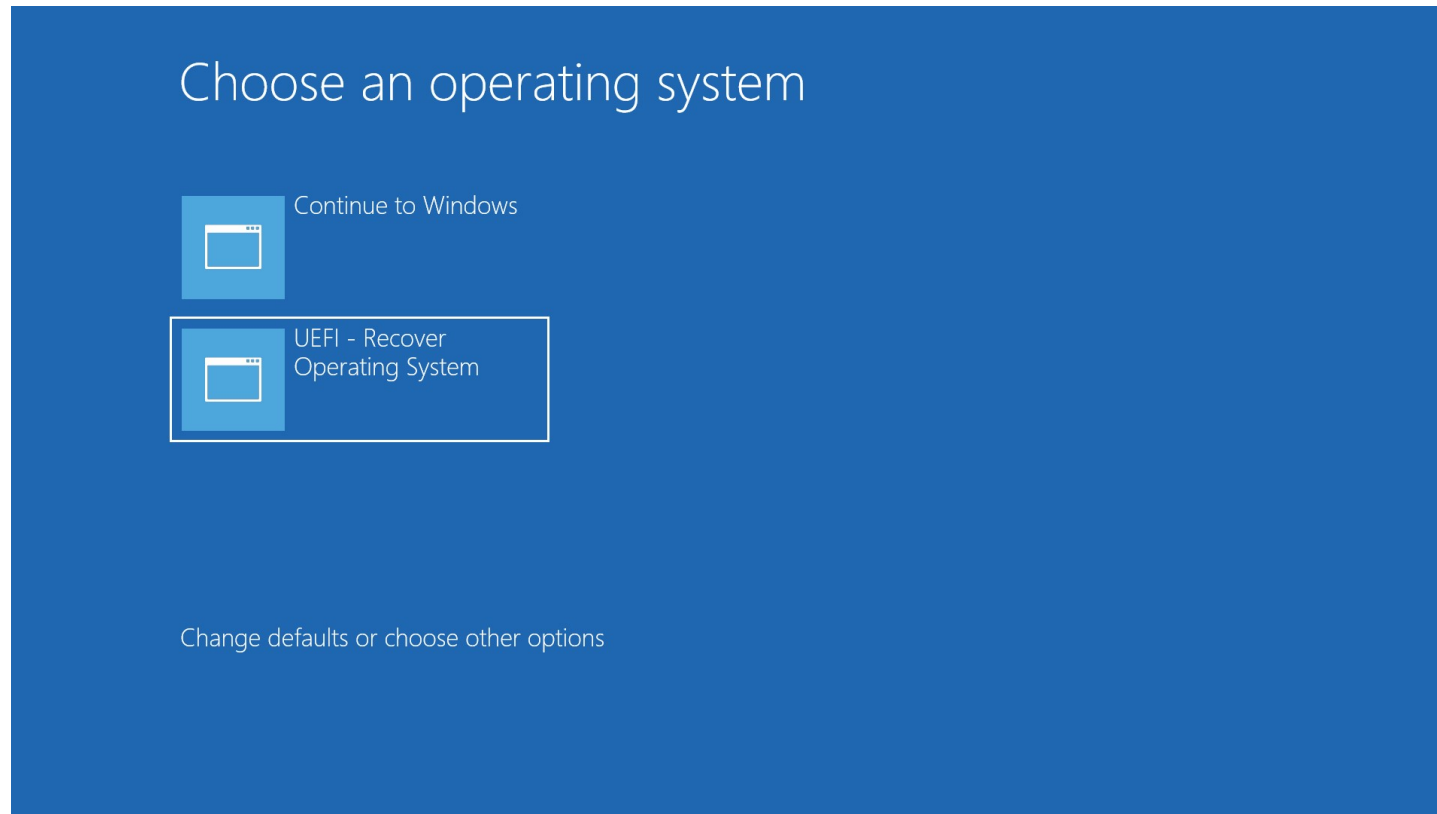 Choose an operating system
Continue to Windows
UEFI - Recover
Operating System
Change defaults or choose other options